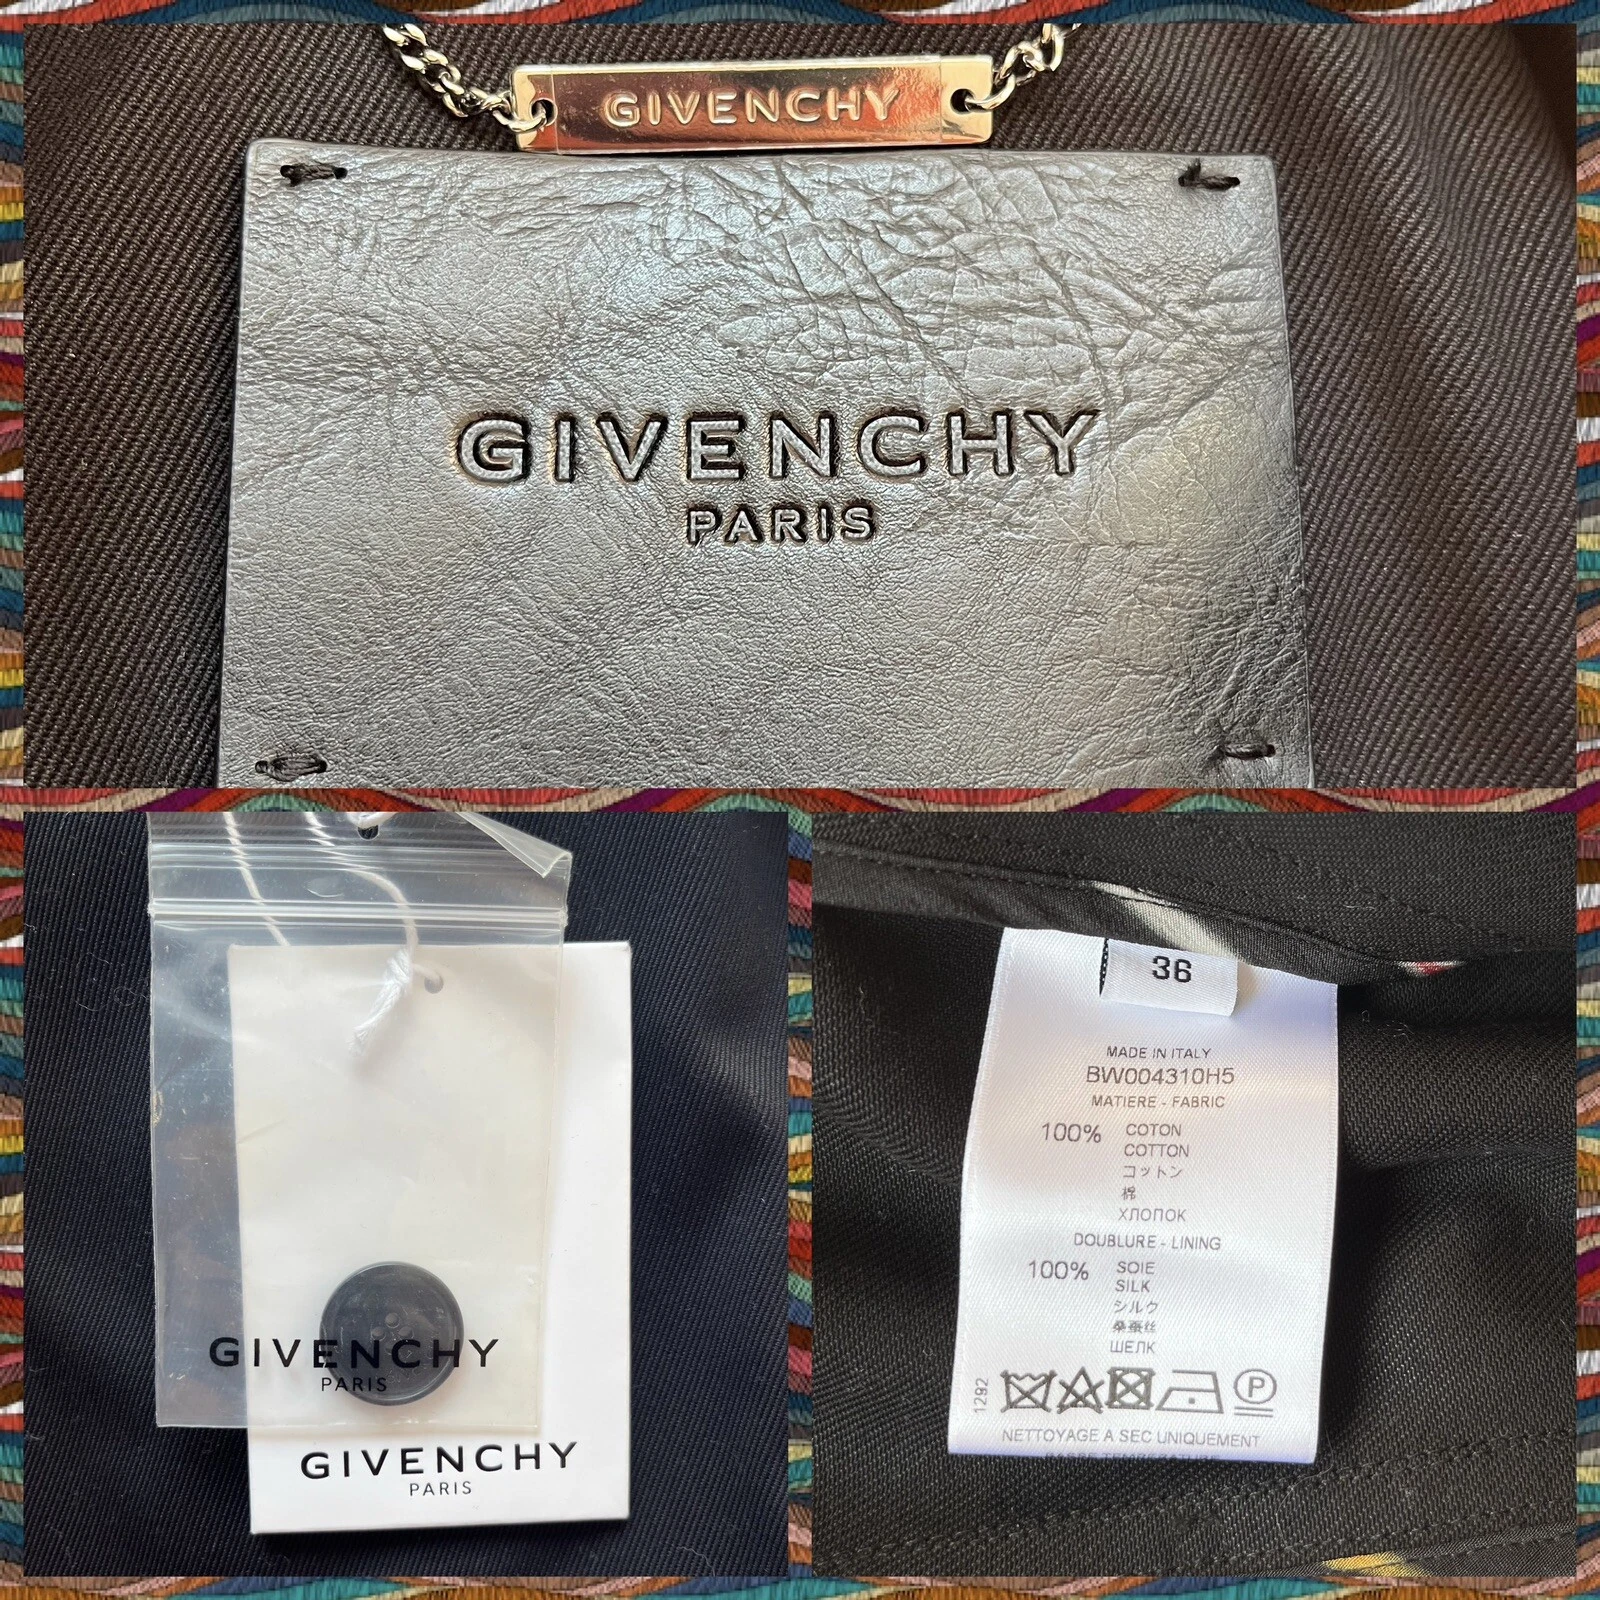 GIVENCHY
GIVENCHY
PARIS
GIVENCHY
PARIS
GIVENCHY
PARIS
36
MADE IN ITALY
BW004310H5
MATIERE - FABRIC
100% COTON
COTTON
コットン
棉
ХЛОПОК
DOUBLURE - LINING
100% SOIE
SILK
シルク
桑蚕丝
ШЕЛК
1292
P
NETTOYAGE A SEC UNIQUEMENT